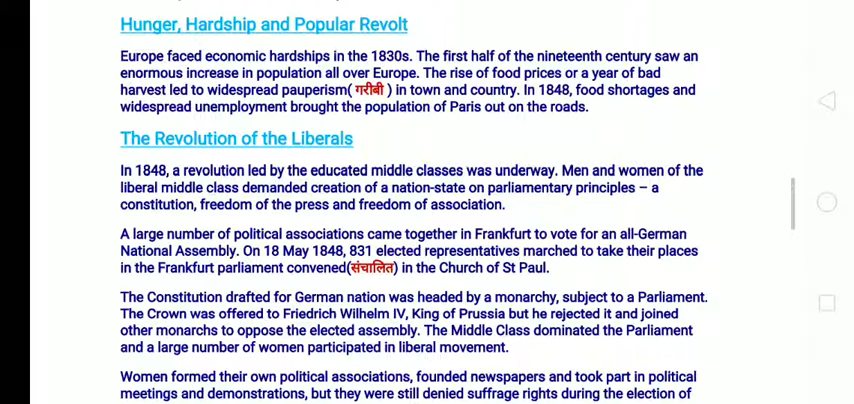 Hunger, Hardship and Popular Revolt
Europe faced economic hardships in the 1830s. The first half of the nineteenth century saw an
enormous increase in population all over Europe. The rise of food prices or a year of bad
harvest led to widespread pauperism( गरीबी ) in town and country. In 1848, food shortages and
widespread unemployment brought the population of Paris out on the roads.
The Revolution of the Liberals
In 1848, a revolution led by the educated middle classes was underway. Men and women of the
liberal middle class demanded creation of a nation-state on parliamentary principles – a
constitution, freedom of the press and freedom of association.
A large number of political associations came together in Frankfurt to vote for an all-German
National Assembly. On 18 May 1848, 831 elected representatives marched to take their places
in the Frankfurt parliament convened(संचालित) in the Church of St Paul.
The Constitution drafted for German nation was headed by a monarchy, subject to a Parliament.
The Crown was offered to Friedrich Wilhelm IV, King of Prussia but he rejected it and joined
other monarchs to oppose the elected assembly. The Middle Class dominated the Parliament
and a large number of women participated in liberal movement.
Women formed their own political associations, founded newspapers and took part in political
meetings and demonstrations, but they were still denied suffrage rights during the election of